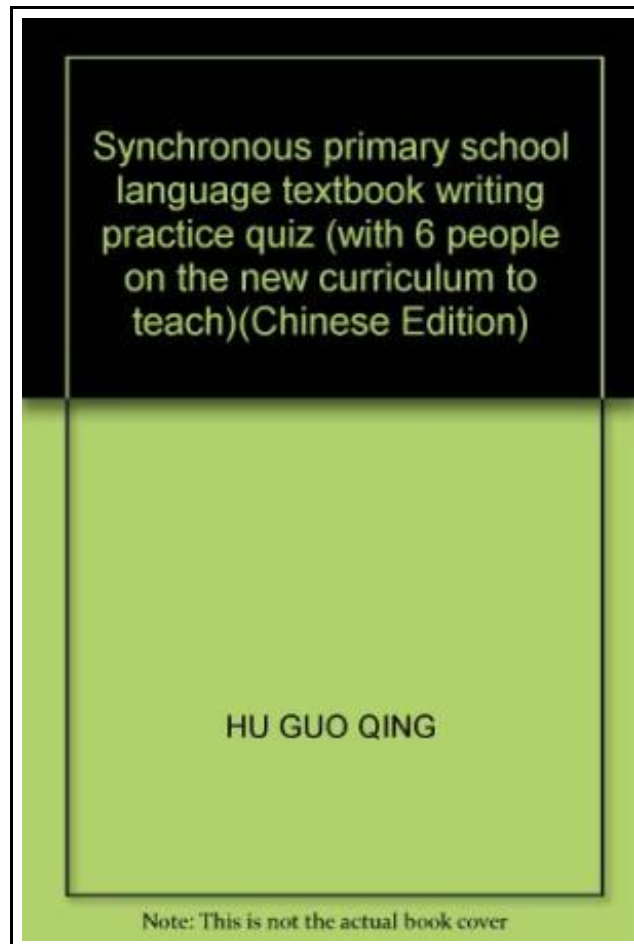 Synchronous primary school
language textbook writing
practice quiz (with 6 people
on the new curriculum to
teach)(Chinese Edition)
HU GUO QING
Note: This is not the actual book cover